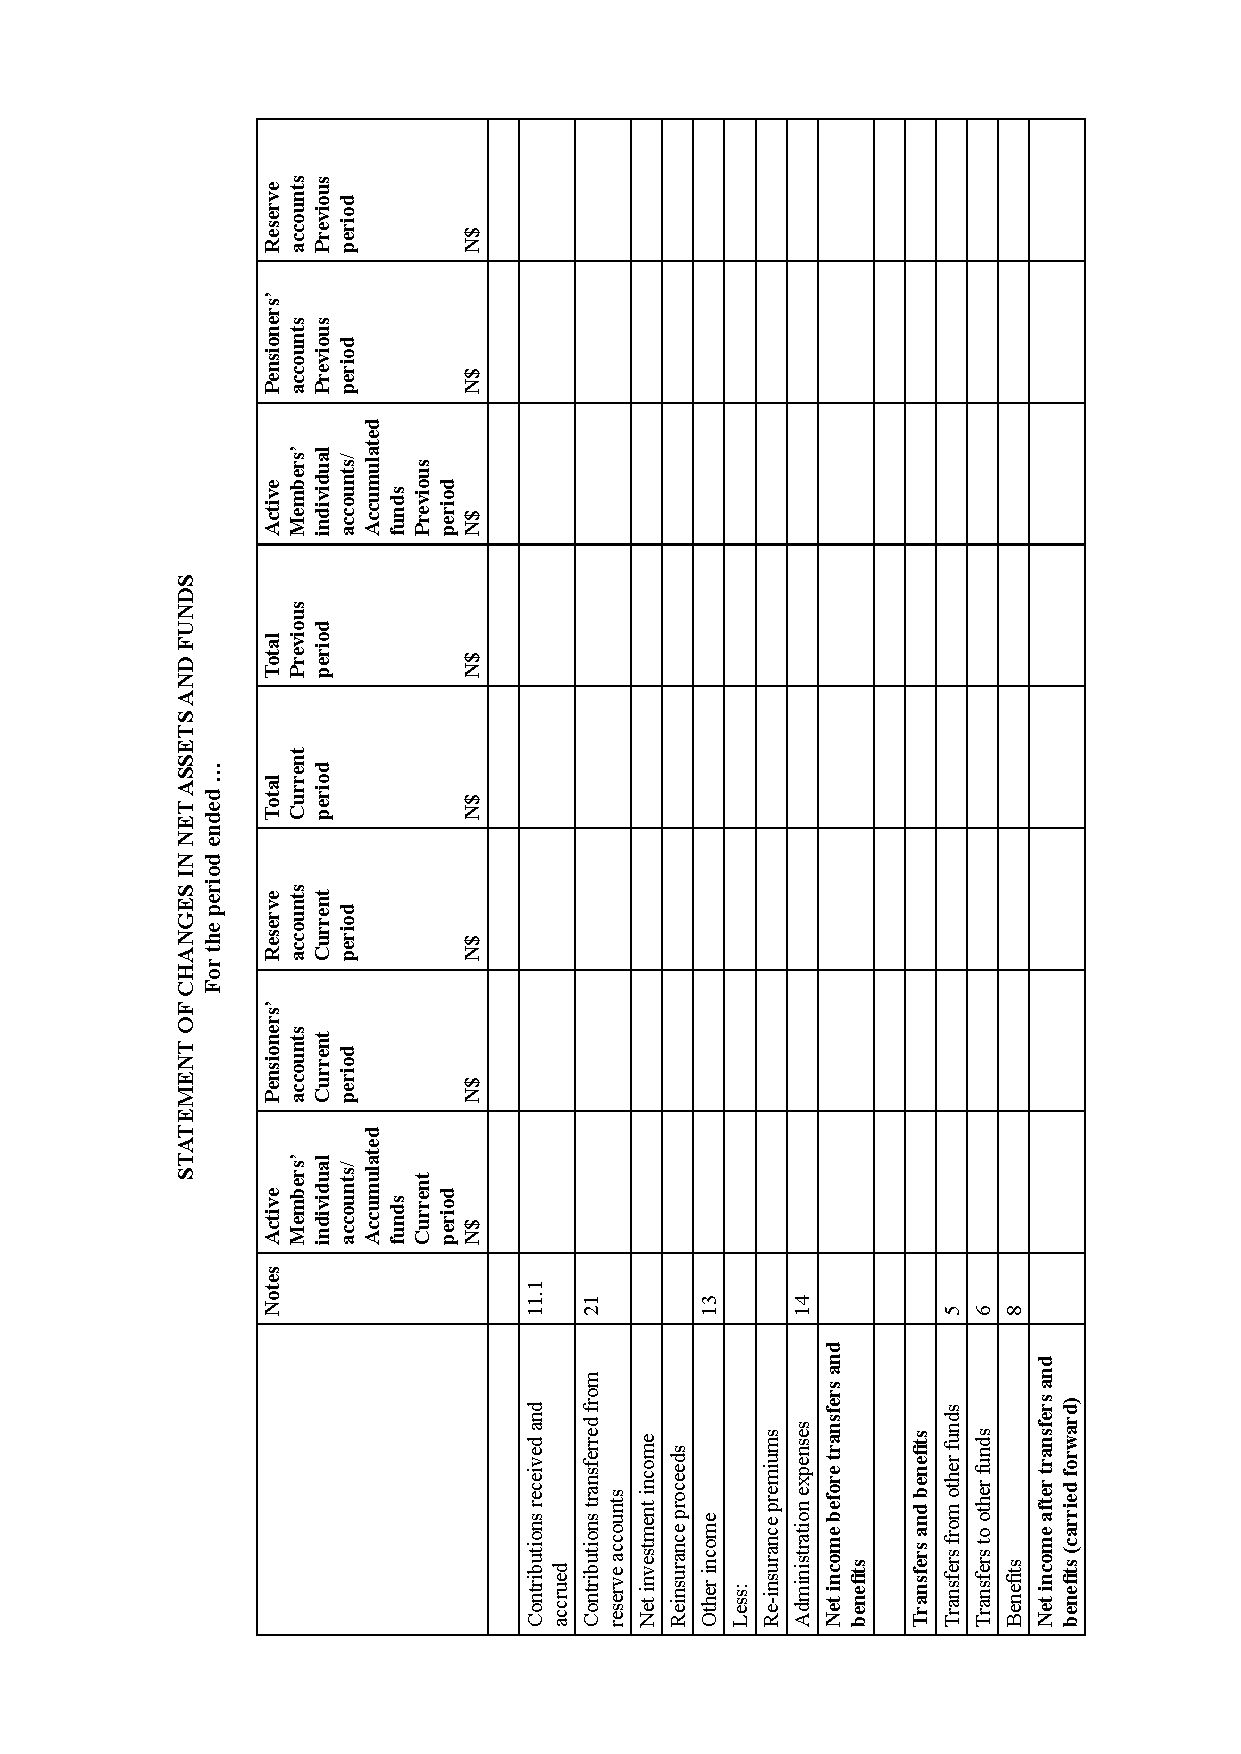 STATEMENT OF CHANGES IN NET ASSETS AND FUNDS
For the period ended …
Notes
Active
Members’
individual
accounts/
Accumulated
funds
Current
period
N$
Pensioners’
accounts
Current
period
N$
Reserve
accounts
Current
period
N$
Total
Current
period
N$
Total
Previous
period
N$
Active
Members’
individual
accounts/
Accumulated
funds
Previous
period
N$
Pensioners’
accounts
Previous
period
N$
Reserve
accounts
Previous
period
N$
Contributions received and
accrued
11.1
Contributions transferred from
reserve accounts
21
Net investment income
Reinsurance proceeds
Other income
13
Less:
Re-insurance premiums
Administration expenses
14
Net income before transfers and
benefits
Transfers and benefits
Transfers from other funds
5
Transfers to other funds
6
Benefits
8
Net income after transfers and
benefits (carried forward)